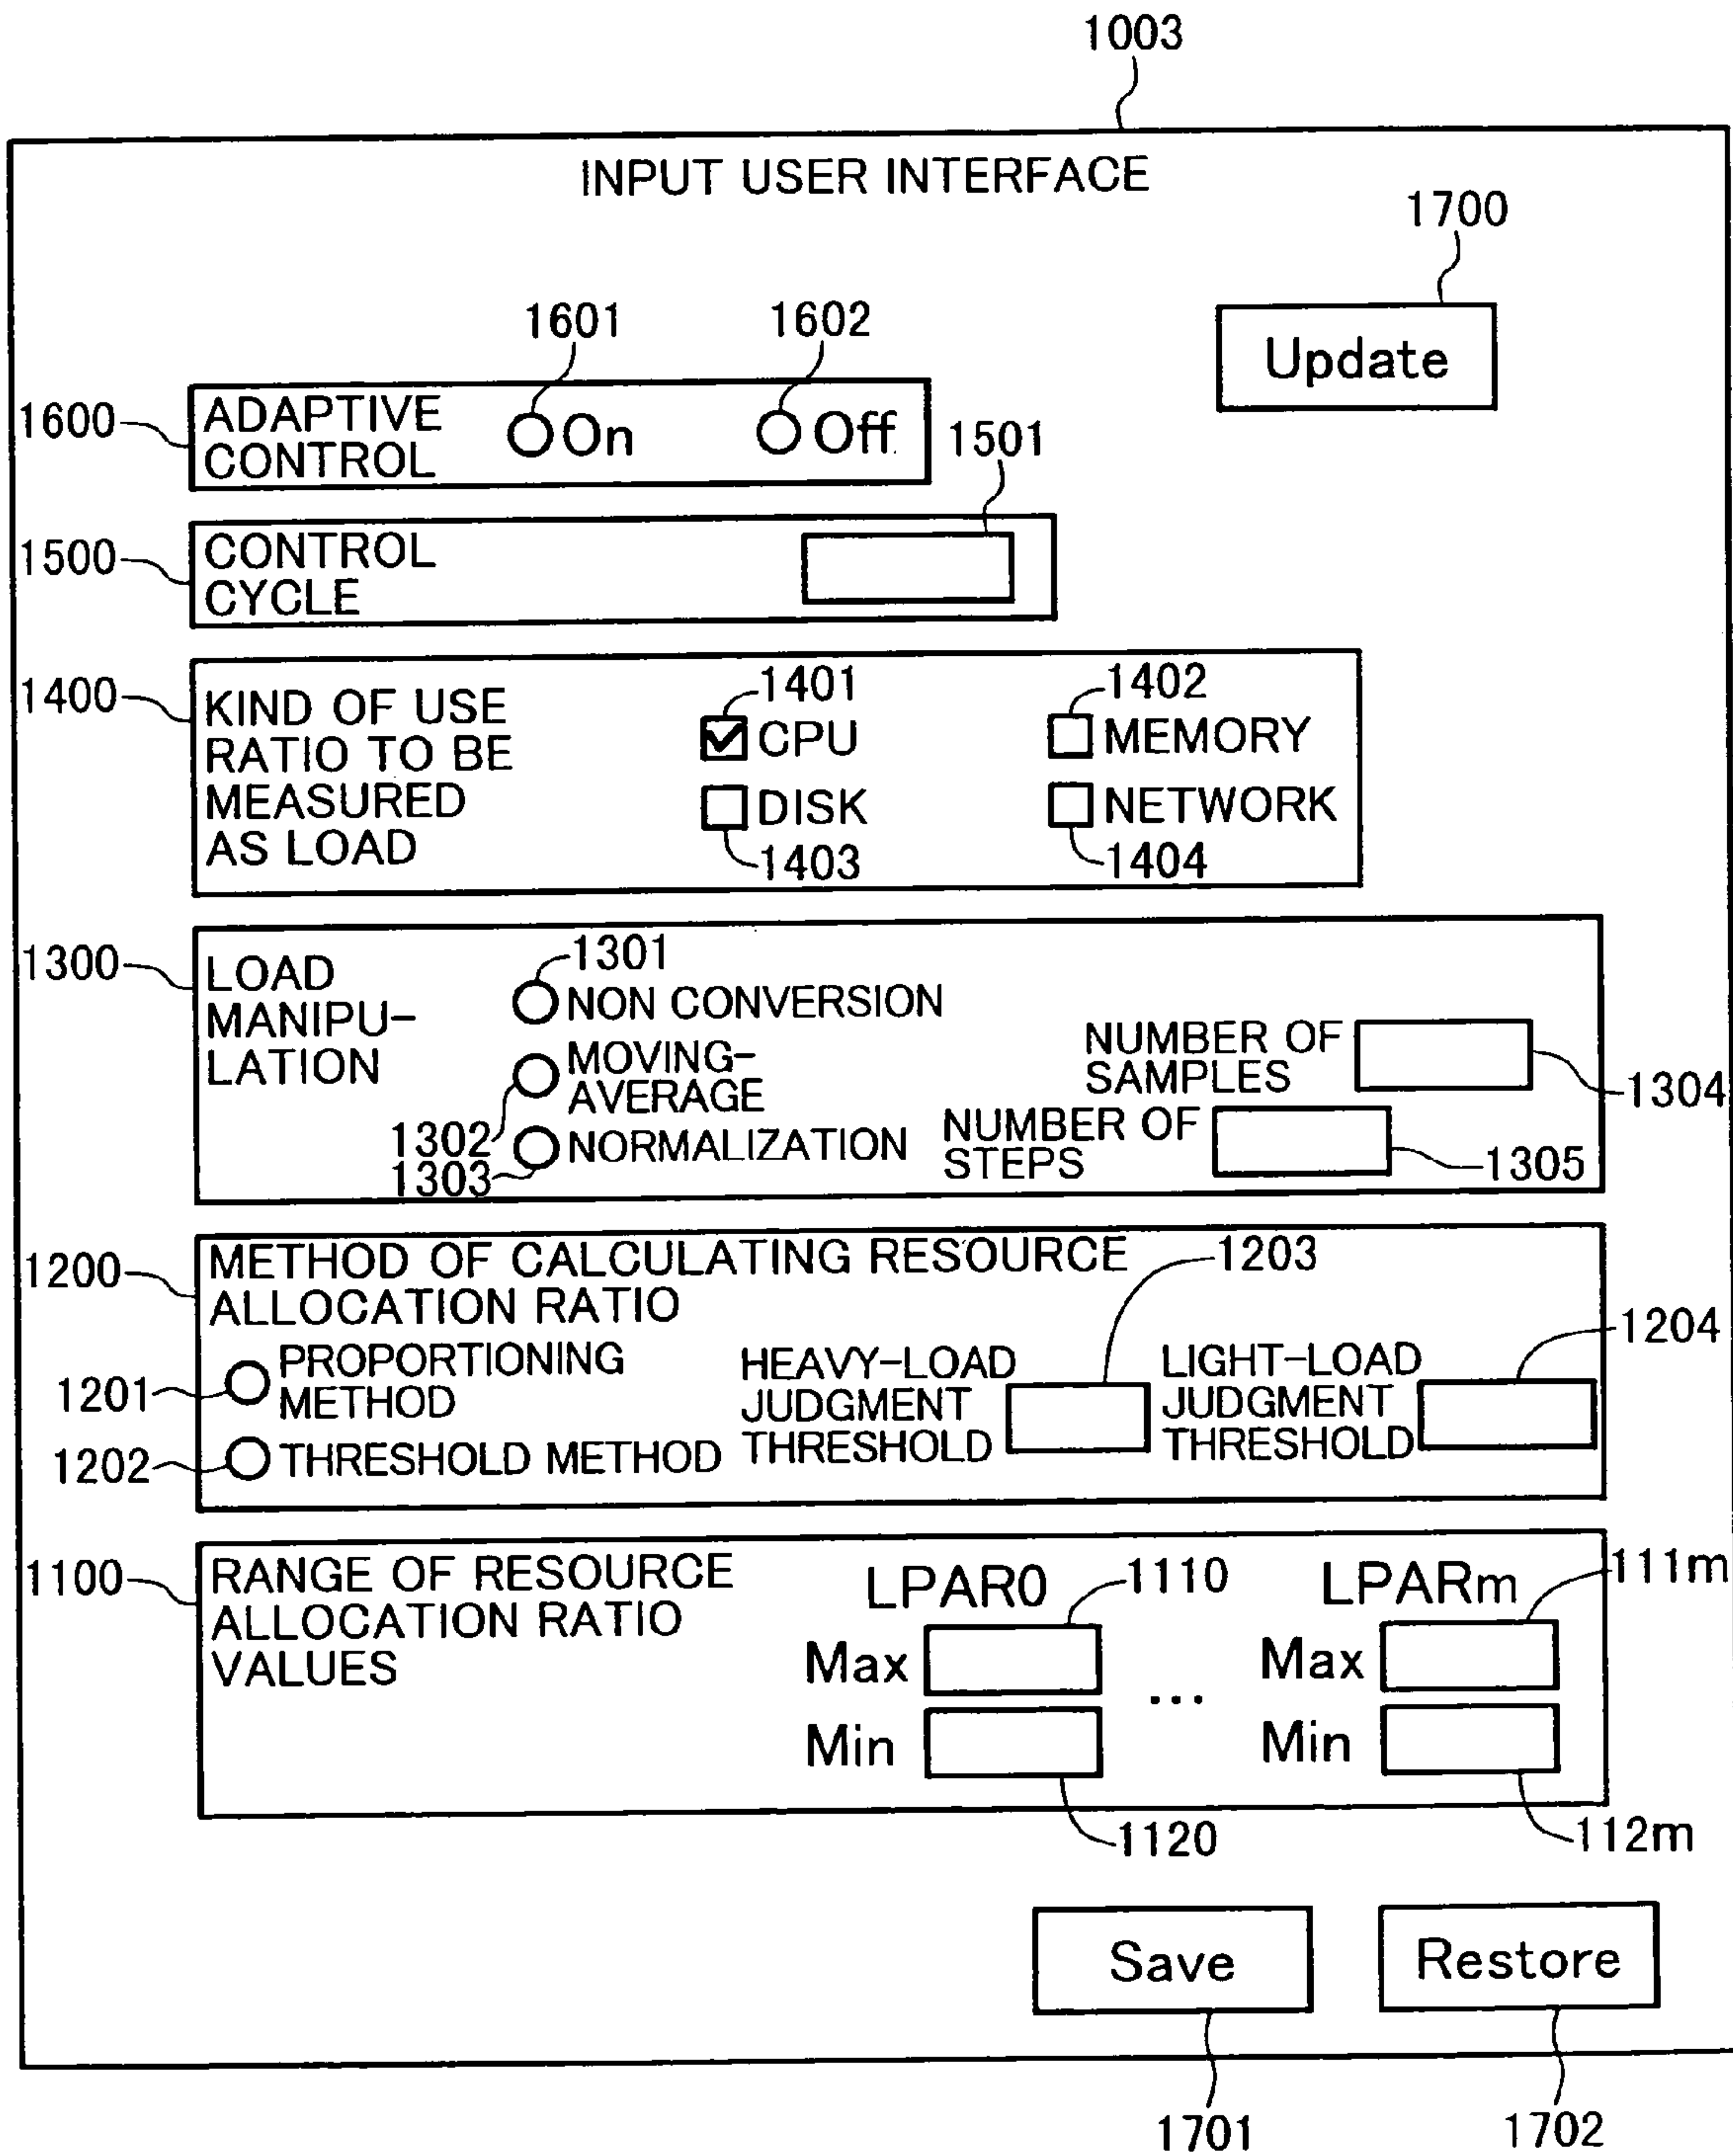 1003
INPUT USER INTERFACE
1700
Update
1601
1602
1600
ADAPTIVE
CONTROL
On
Off
1501
1500
CONTROL
CYCLE
1400
KIND OF USE
RATIO TO BE
MEASURED
AS LOAD
1401
CPU
1402
MEMORY
DISK
1403
NETWORK
1404
1300
LOAD
MANIPU-
LATION
1301
NON CONVERSION
MOVING-
AVERAGE
1302
NUMBER OF
SAMPLES
1304
NORMALIZATION
1303
NUMBER OF
STEPS
1305
1200
METHOD OF CALCULATING RESOURCE
ALLOCATION RATIO
1203
1204
1201
PROPORTIONING
METHOD
1202
THRESHOLD METHOD
HEAVY-LOAD
JUDGMENT
THRESHOLD
LIGHT-LOAD
JUDGMENT
THRESHOLD
1100
RANGE OF RESOURCE
ALLOCATION RATIO
VALUES
LPAR0
1110
Max
Min
1120
...
LPARm
111m
Max
Min
112m
Save
Restore
1701
1702